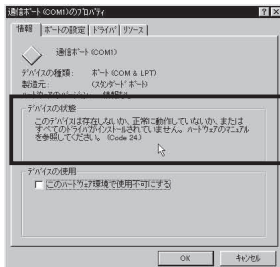 通信ポート (COM1)のプロパティ
情報 ポートの設定 ドライバ リソース
通信ポート (COM1)
デバイスの種類: ポート (COM & LPT)
製造元: (スタンダード ポート)
デバイスの状態
このデバイスは存在しないか、正常に動作していないか、または
すべてのドライバがインストールされていません。ハードウェアのマニュアル
を参照してください。 (Code 24.)
デバイスの使用
このハードウェア環境で使用不可にする
OK キャンセル